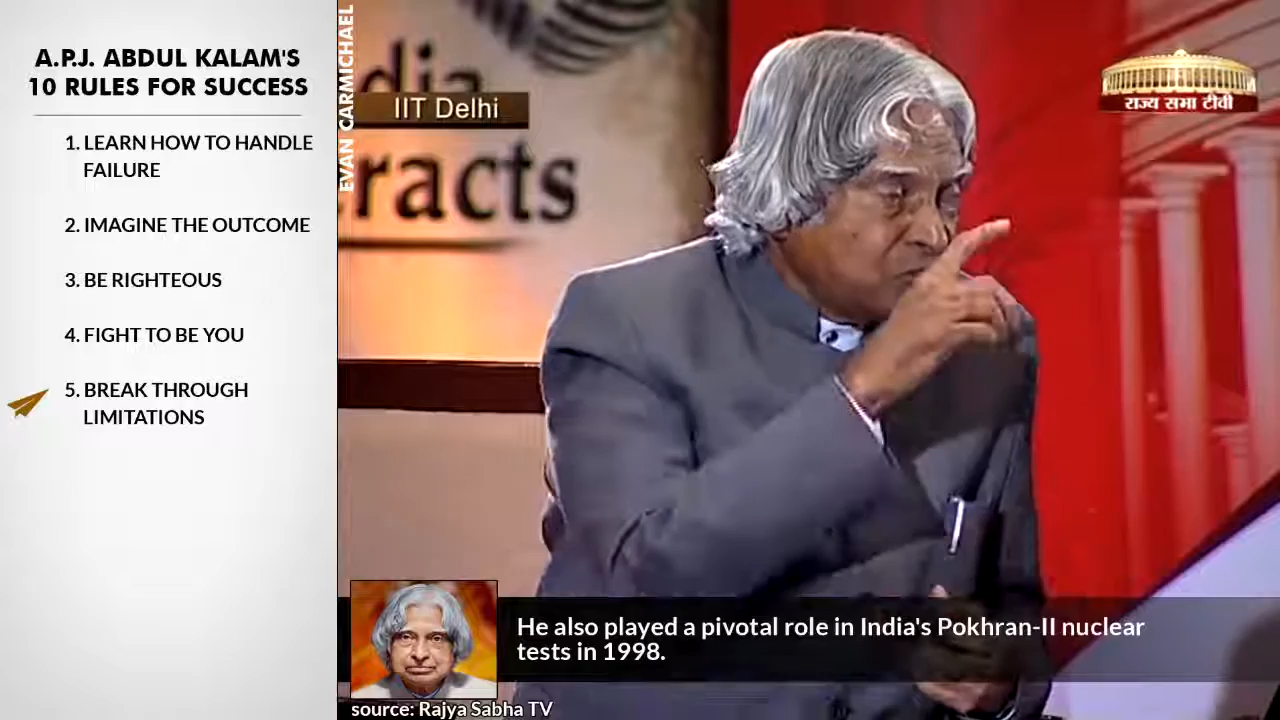 A.P.J. ABDUL KALAM'S
10 RULES FOR SUCCESS
1. LEARN HOW TO HANDLE
FAILURE
2. IMAGINE THE OUTCOME
3. BE RIGHTEOUS
4. FIGHT TO BE YOU
5. BREAK THROUGH
LIMITATIONS
EVAN CARMICHAEL
dia
IIT Delhi
racts
राज्य सभा टीवी
He also played a pivotal role in India's Pokhran-II nuclear
tests in 1998.
source: Rajya Sabha TV